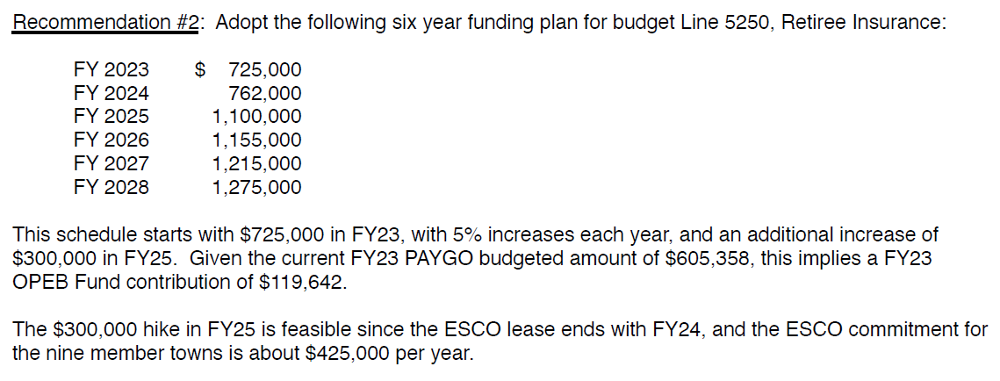 Recommendation #2: Adopt the following six year funding plan for budget Line 5250, Retiree Insurance:
FY 2023 $ 725,000
FY 2024 762,000
FY 2025 1,100,000
FY 2026 1,155,000
FY 2027 1,215,000
FY 2028 1,275,000
This schedule starts with $725,000 in FY23, with 5% increases each year, and an additional increase of
$300,000 in FY25. Given the current FY23 PAYGO budgeted amount of $605,358, this implies a FY23
OPEB Fund contribution of $119,642.
The $300,000 hike in FY25 is feasible since the ESCO lease ends with FY24, and the ESCO commitment for
the nine member towns is about $425,000 per year.